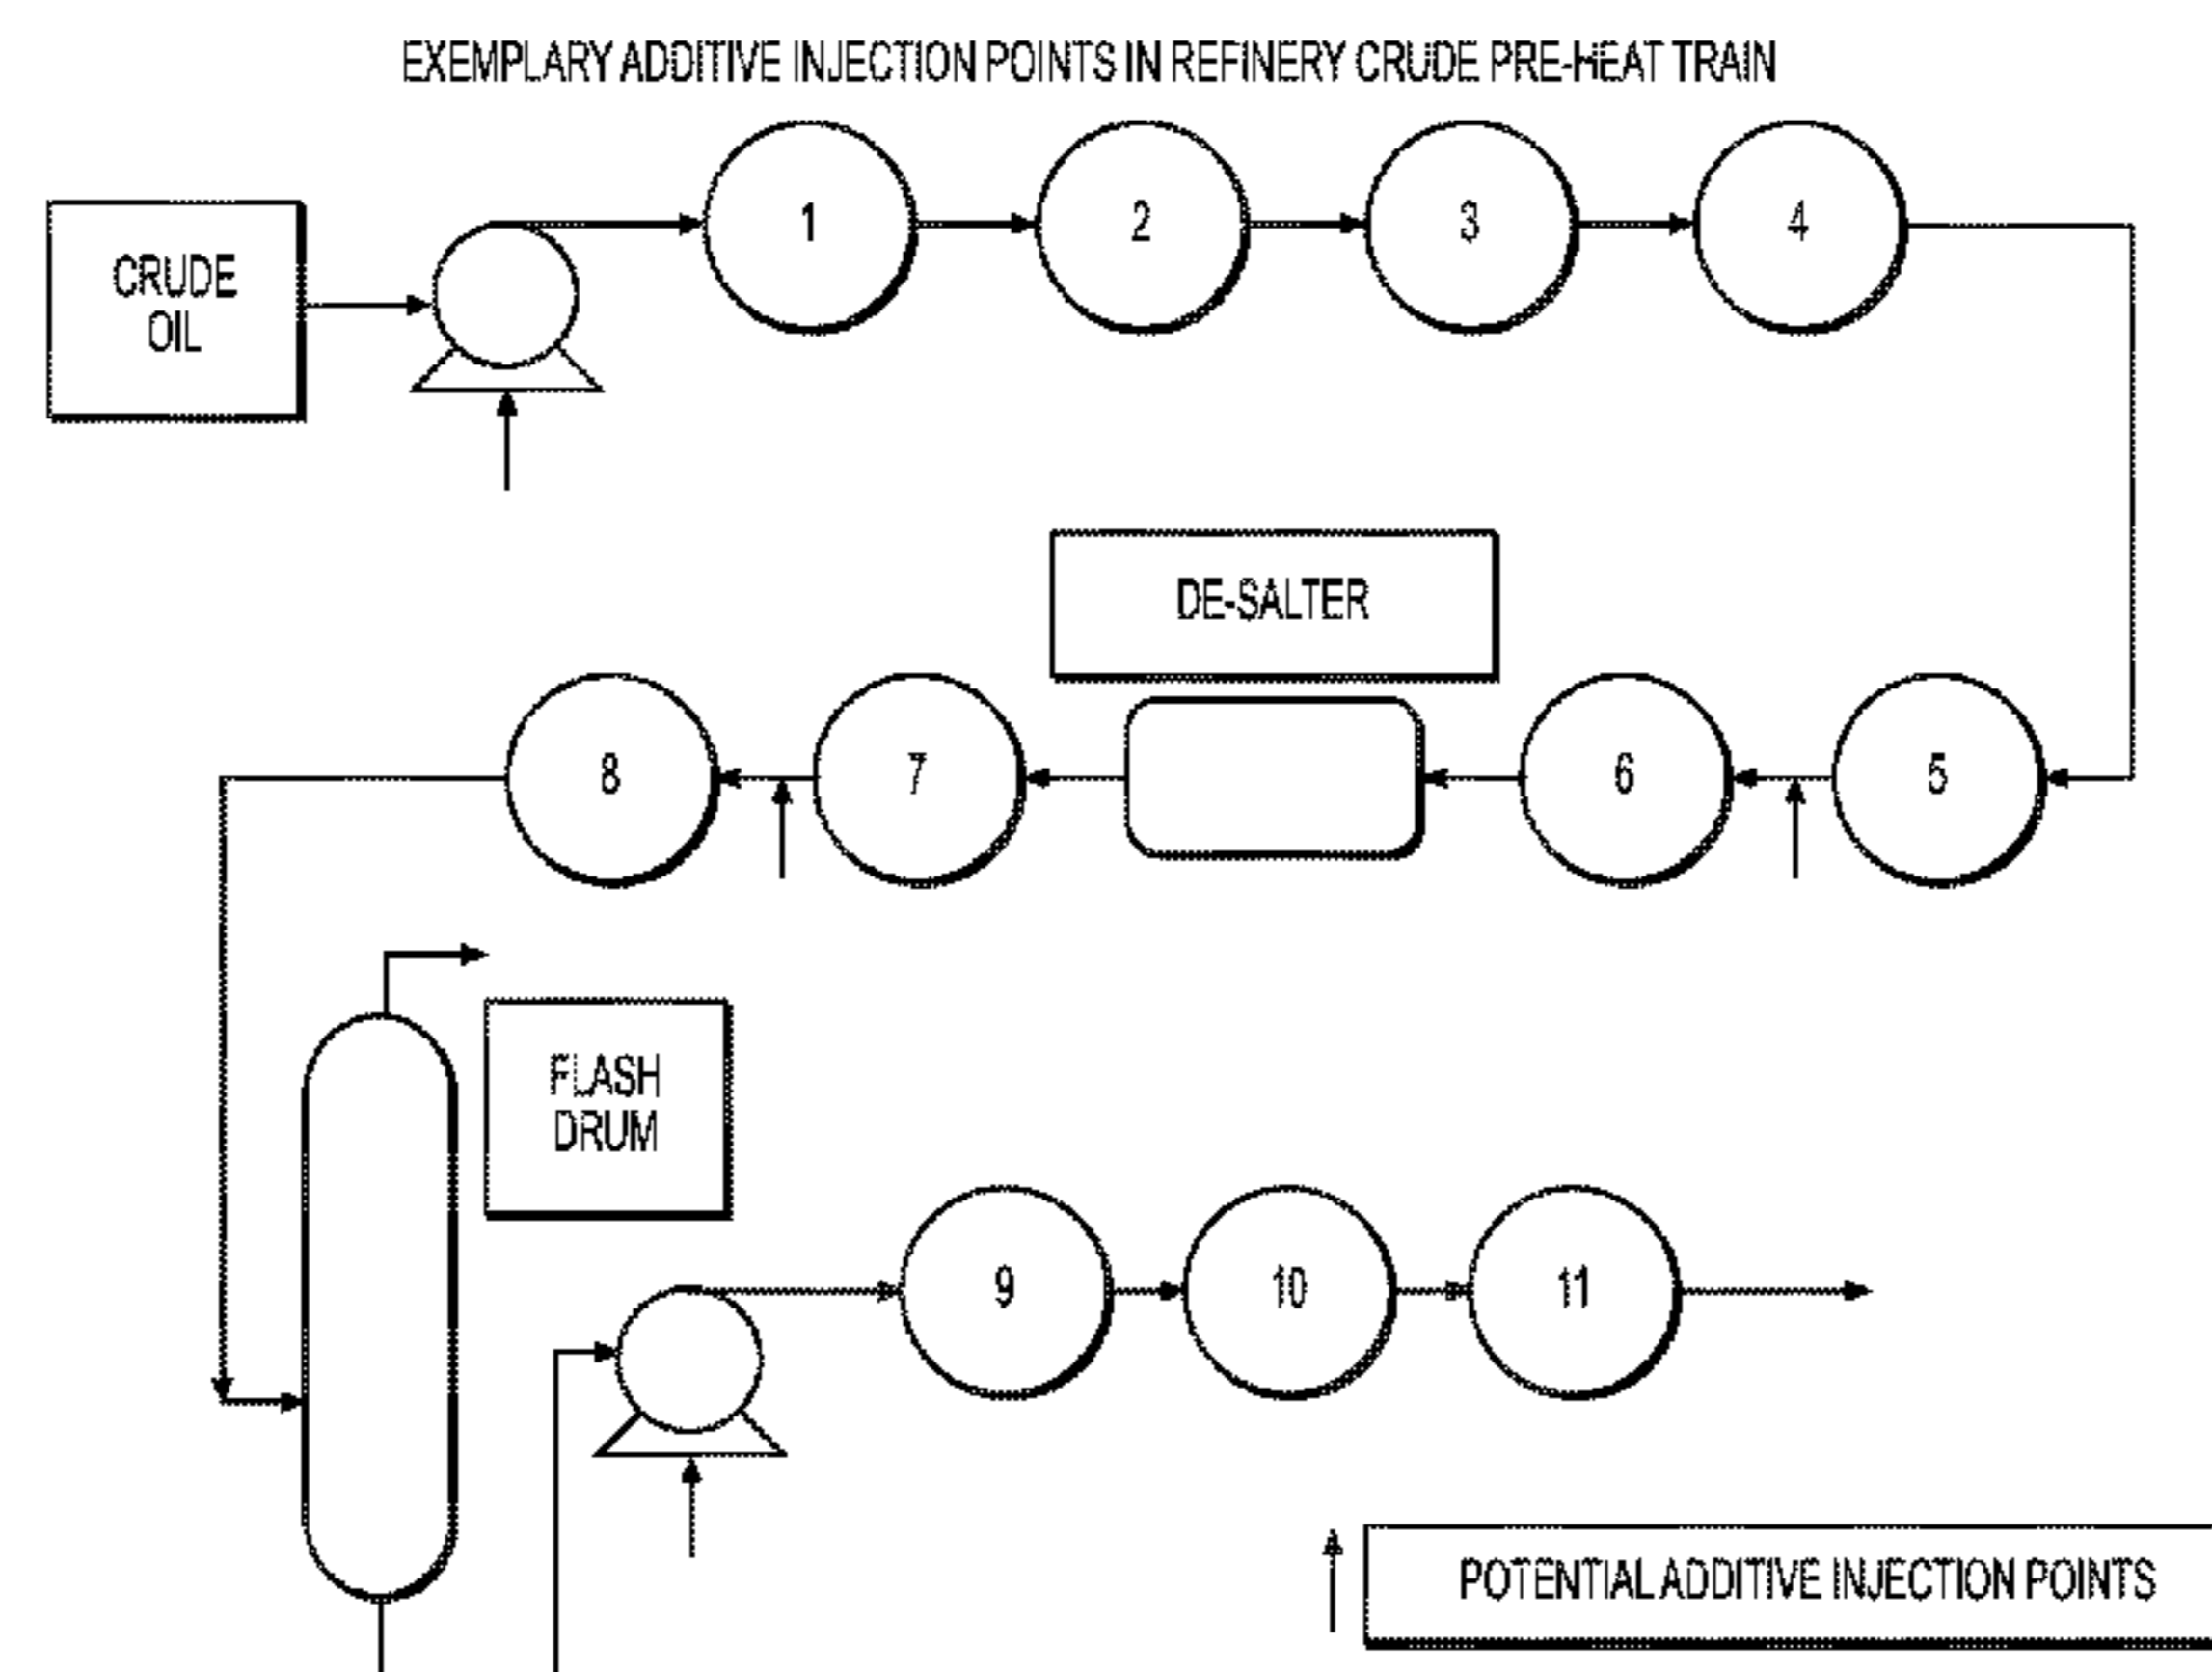 EXEMPLARY ADDITIVE INJECTION POINTS IN REFINERY CRUDE PRE-HEAT TRAIN
CRUDE
OIL
1
2
3
4
DE-SALTER
8
7
6
5
FLASH
DRUM
9
10
11
POTENTIAL ADDITIVE INJECTION POINTS